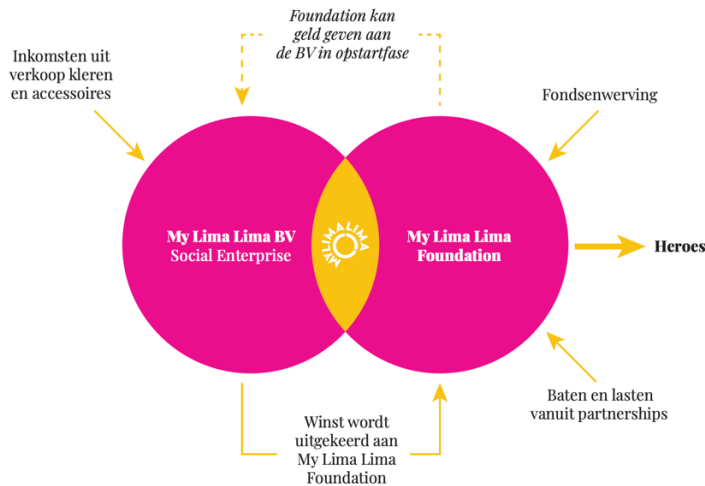 Foundation kan
geld geven aan
de BV in opstartfase
Inkomsten uit
verkoop kleren
en accessoires
Fondsenwerving
My Lima Lima BV
Social Enterprise
MYLIMALIMA
My Lima Lima
Foundation
Heroes
Baten en lasten
vanuit partnerships
Winst wordt
uitgekeerd aan
My Lima Lima
Foundation